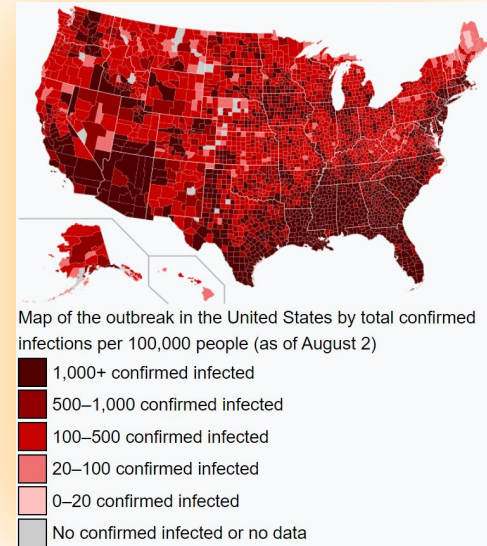 Map of the outbreak in the United States by total confirmed
infections per 100,000 people (as of August 2)
1,000+ confirmed infected
500–1,000 confirmed infected
100–500 confirmed infected
20–100 confirmed infected
0–20 confirmed infected
No confirmed infected or no data